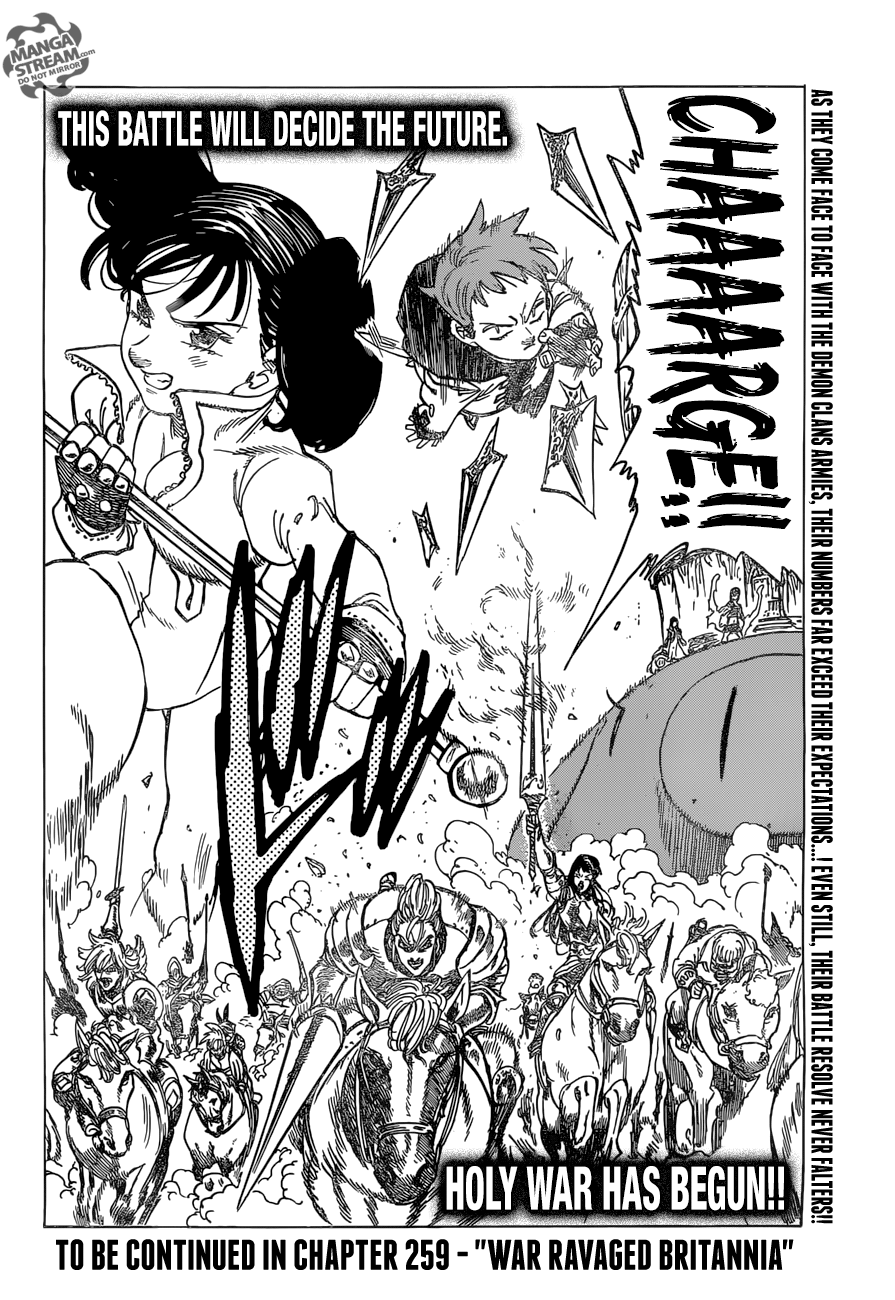 MANGA
STREAM.com
DO NOT MIRROR
THIS BATTLE WILL DECIDE THE FUTURE.
CHAAAARGE!!
AS THEY COME FACE TO FACE WITH THE DEMON CLANS ARMIES, THEIR NUMBERS FAR EXCEED THEIR EXPECTATIONS...! EVEN STILL, THEIR BATTLE RESOLVE NEVER FALTERS!!
HOLY WAR HAS BEGUN!!
TO BE CONTINUED IN CHAPTER 259 - "WAR RAVAGED BRITANNIA"